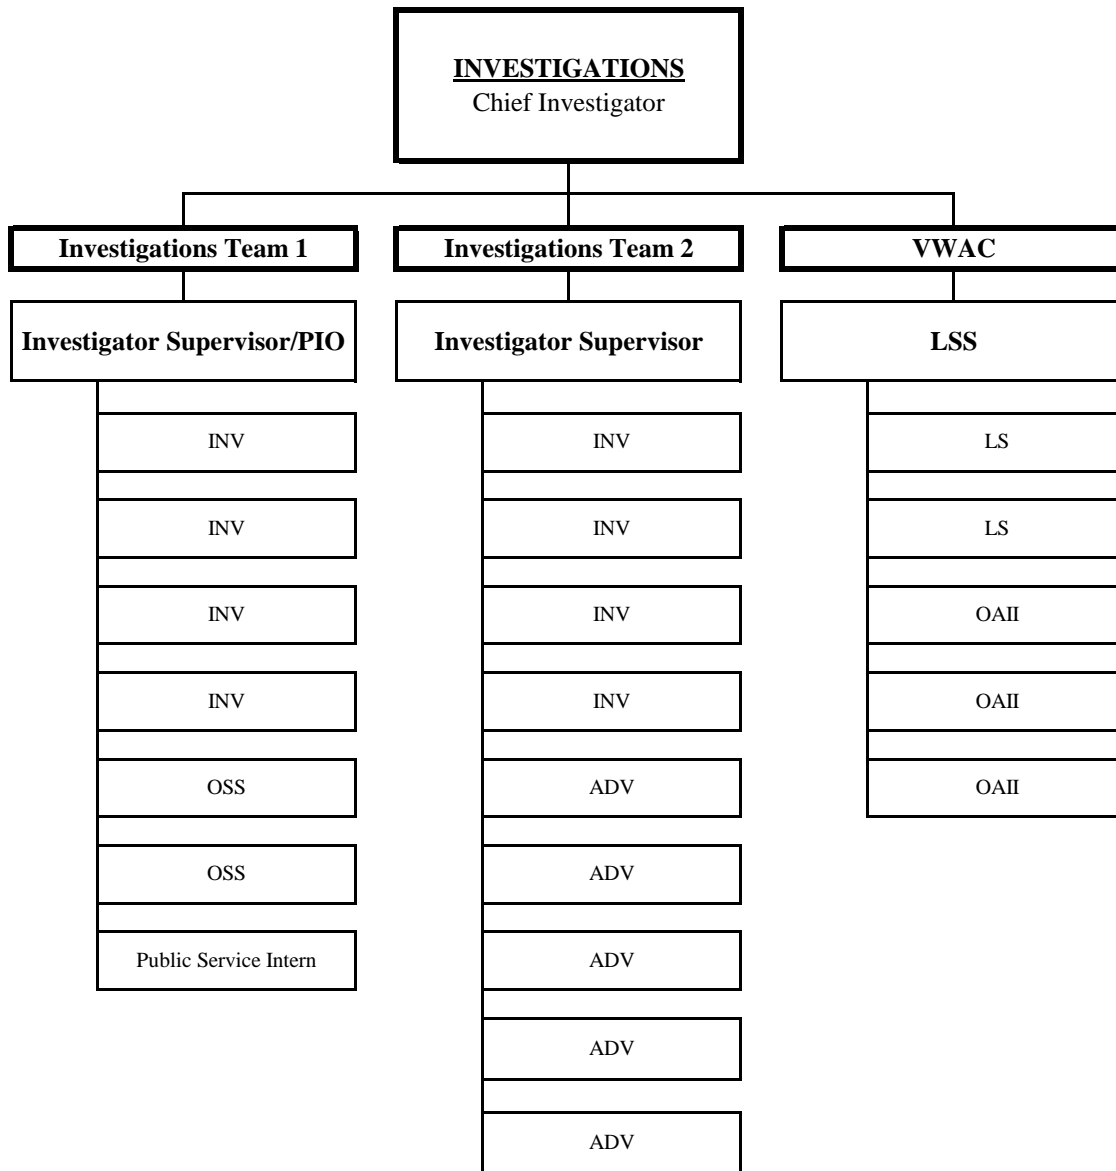 INVESTIGATIONS
Chief Investigator
Investigations Team 1
Investigator Supervisor/PIO
INV
INV
INV
INV
OSS
OSS
Public Service Intern
Investigations Team 2
Investigator Supervisor
INV
INV
INV
INV
ADV
ADV
ADV
ADV
ADV
VWAC
LSS
LS
LS
OAII
OAII
OAII